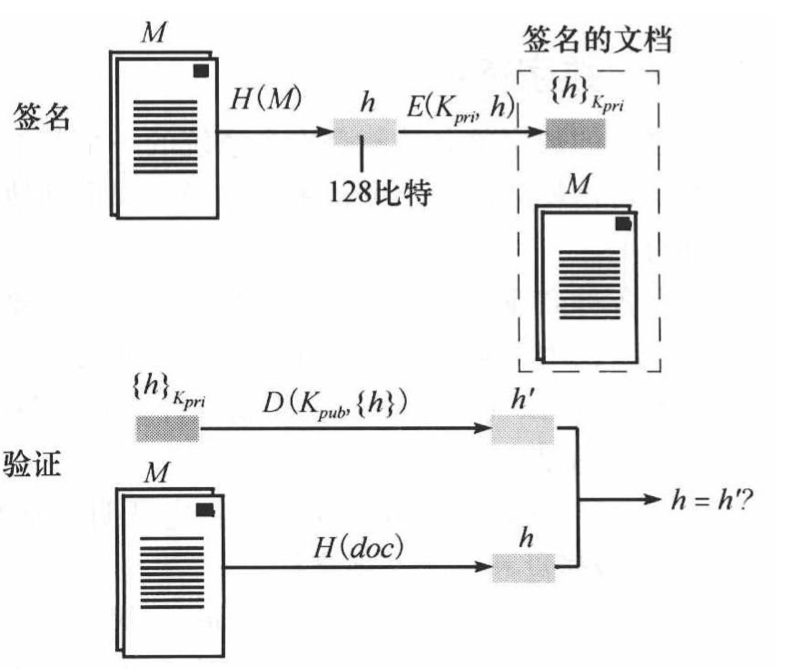 签名的文档
M
签名
H(M)
h
E(K_pri, h)
{h}_Kpri
128比特
M
{h}_Kpri
D(K_pub,{h})
h'
验证
M
h = h'?
H(doc)
h